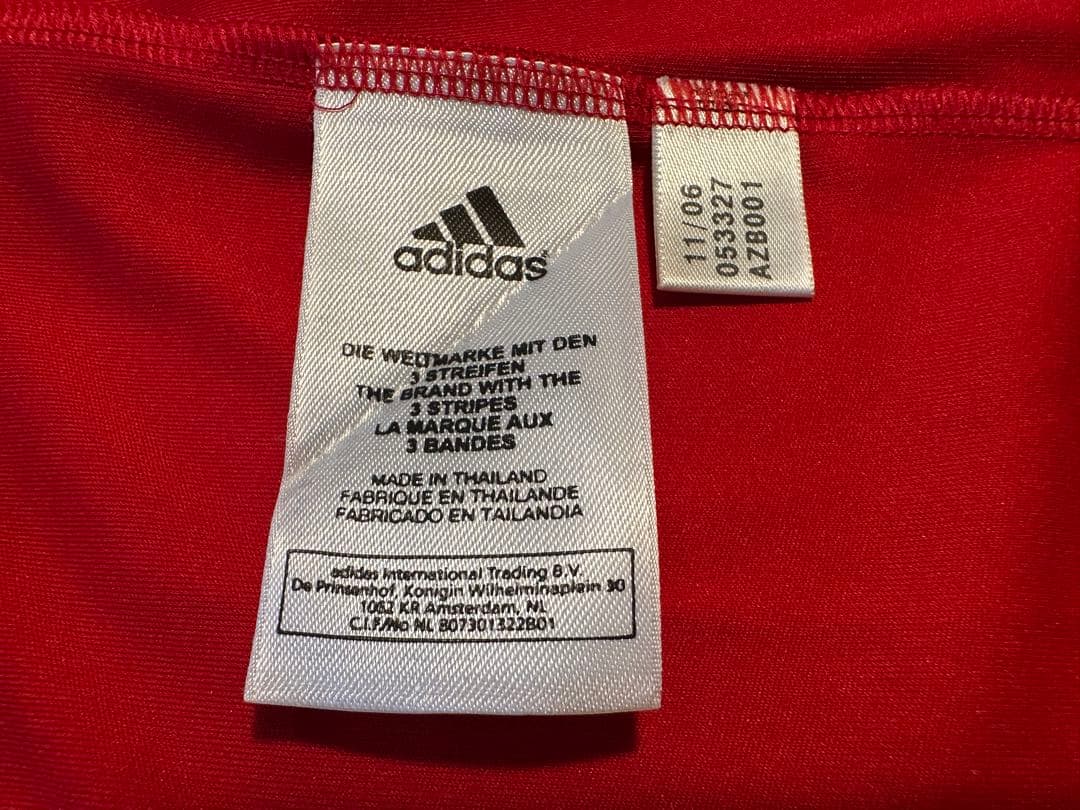 adidas
DIE WELTMARKE MIT DEN
3 STREIFEN
THE BRAND WITH THE
3 STRIPES
LA MARQUE AUX
3 BANDES
MADE IN THAILAND
FABRIQUE EN THAILANDE
FABRICADO EN TAILANDIA
adidas International Trading B.V.
De Prinsenhof, Konigin Wilhelminaplein 30
1062 KR Amsterdam, NL
C.I.F/No NL 807301322B01
11/06
053327
AZB001